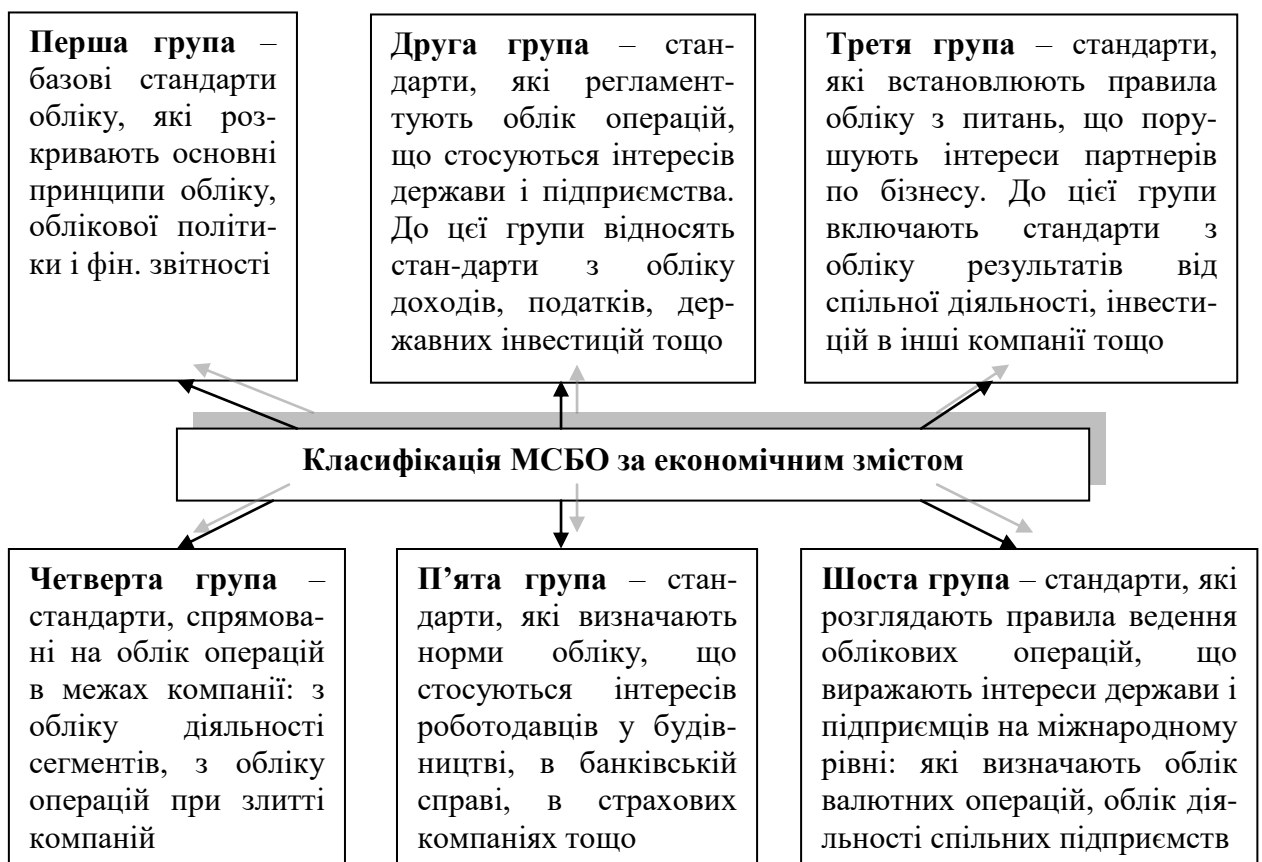 Перша група –
базові стандарти
обліку, які роз-
кривають основні
принципи обліку,
облікової політи-
ки і фін. звітності
Друга група – стан-
дарти, які регламент-
тують облік операцій,
що стосуються інтересів
держави і підприємства.
До цєї групи відносять
стан-дарти з обліку
доходів, податків, дер-
жавних інвестицій тощо
Третя група – стандарти,
які встановлюють правила
обліку з питань, що пору-
шують інтереси партнерів
по бізнесу. До цієї групи
включають стандарти з
обліку результатів від
спільної діяльності, інвести-
цій в інші компанії тощо
Класифікація МСБО за економічним змістом
Четверта група –
стандарти, спрямова-
ні на облік операцій
в межах компанії: з
обліку діяльності
сегментів, з обліку
операцій при злитті
компаній
П’ята група – стан-
дарти, які визначають
норми обліку, що
стосуються інтересів
роботодавців у будів-
ництві, в банківській
справі, в страхових
компаніях тощо
Шоста група – стандарти, які
розглядають правила ведення
облікових операцій, що
виражають інтереси держави і
підприємців на міжнародному
рівні: які визначають облік
валютних операцій, облік дія-
льності спільних підприємств